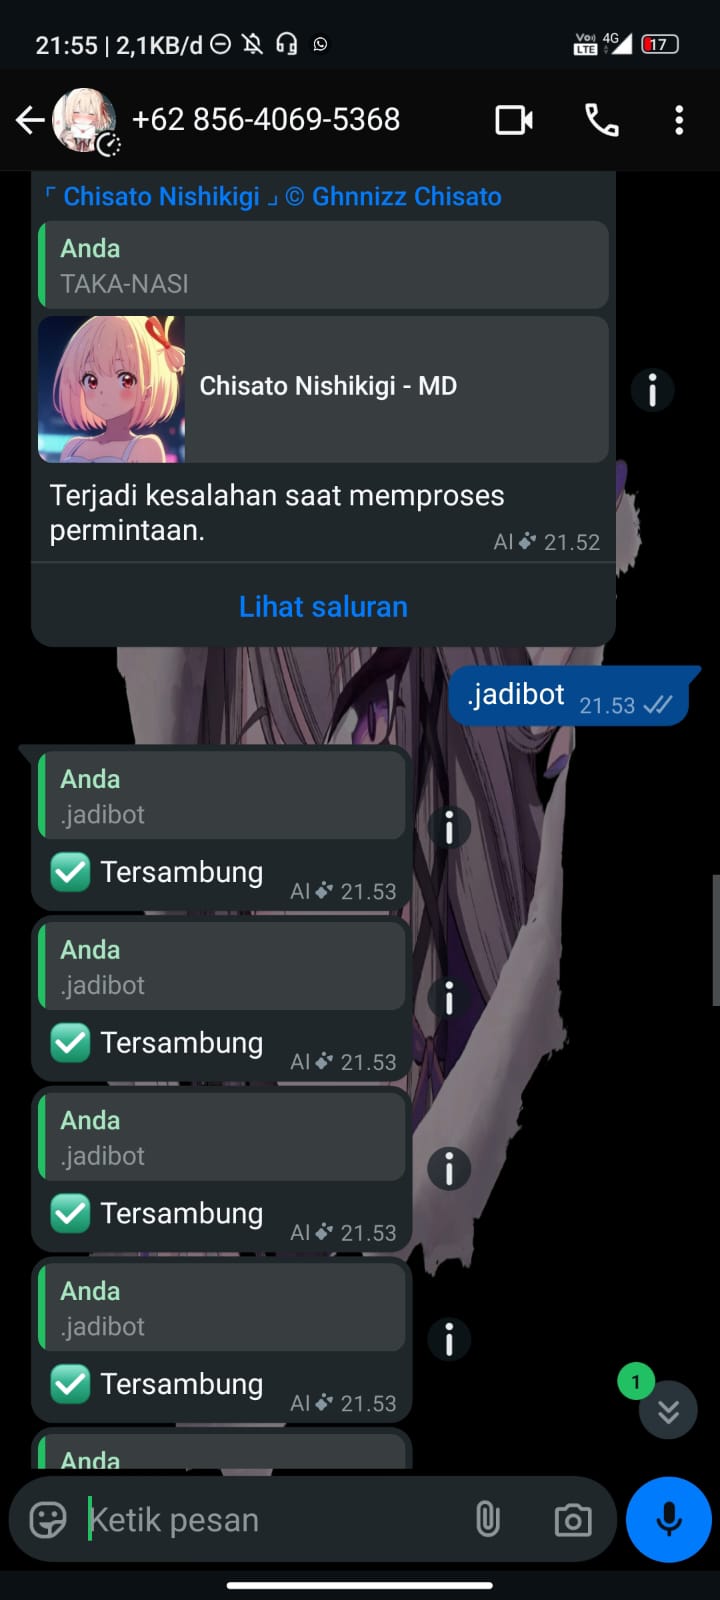 21:55 | 2,1KB/d
Vo)) LTE 4G 17
+62 856-4069-5368
「 Chisato Nishikigi 」 © Ghnnizz Chisato
Anda
TAKA-NASI
Chisato Nishikigi - MD
Terjadi kesalahan saat memproses
permintaan.
AI 21.52
Lihat saluran
.jadibot 21.53
Anda
.jadibot
✅ Tersambung AI 21.53
Anda
.jadibot
✅ Tersambung AI 21.53
Anda
.jadibot
✅ Tersambung AI 21.53
Anda
.jadibot
✅ Tersambung AI 21.53
1
Anda
Ketik pesan